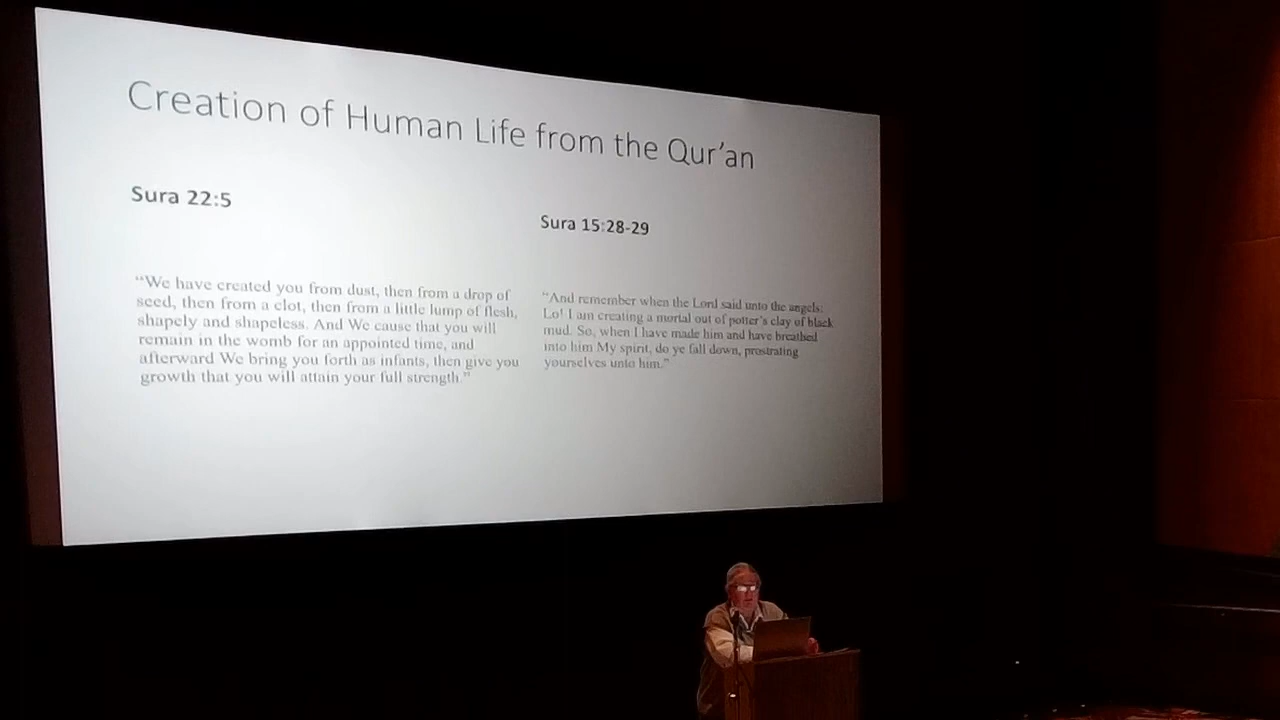 Creation of Human Life from the Qur'an
Sura 22:5
"We have created you from dust, then from a drop of
seed, then from a clot, then from a little lump of flesh,
shapely and shapeless. And We cause that you will
remain in the womb for an appointed time, and
afterward We bring you forth as infants, then give you
growth that you will attain your full strength."
Sura 15:28-29
"And remember when the Lord said unto the angels:
Lo! I am creating a mortal out of potter's clay of black
mud. So, when I have made him and have breathed
into him My spirit, do ye fall down, prostrating
yourselves unto him."